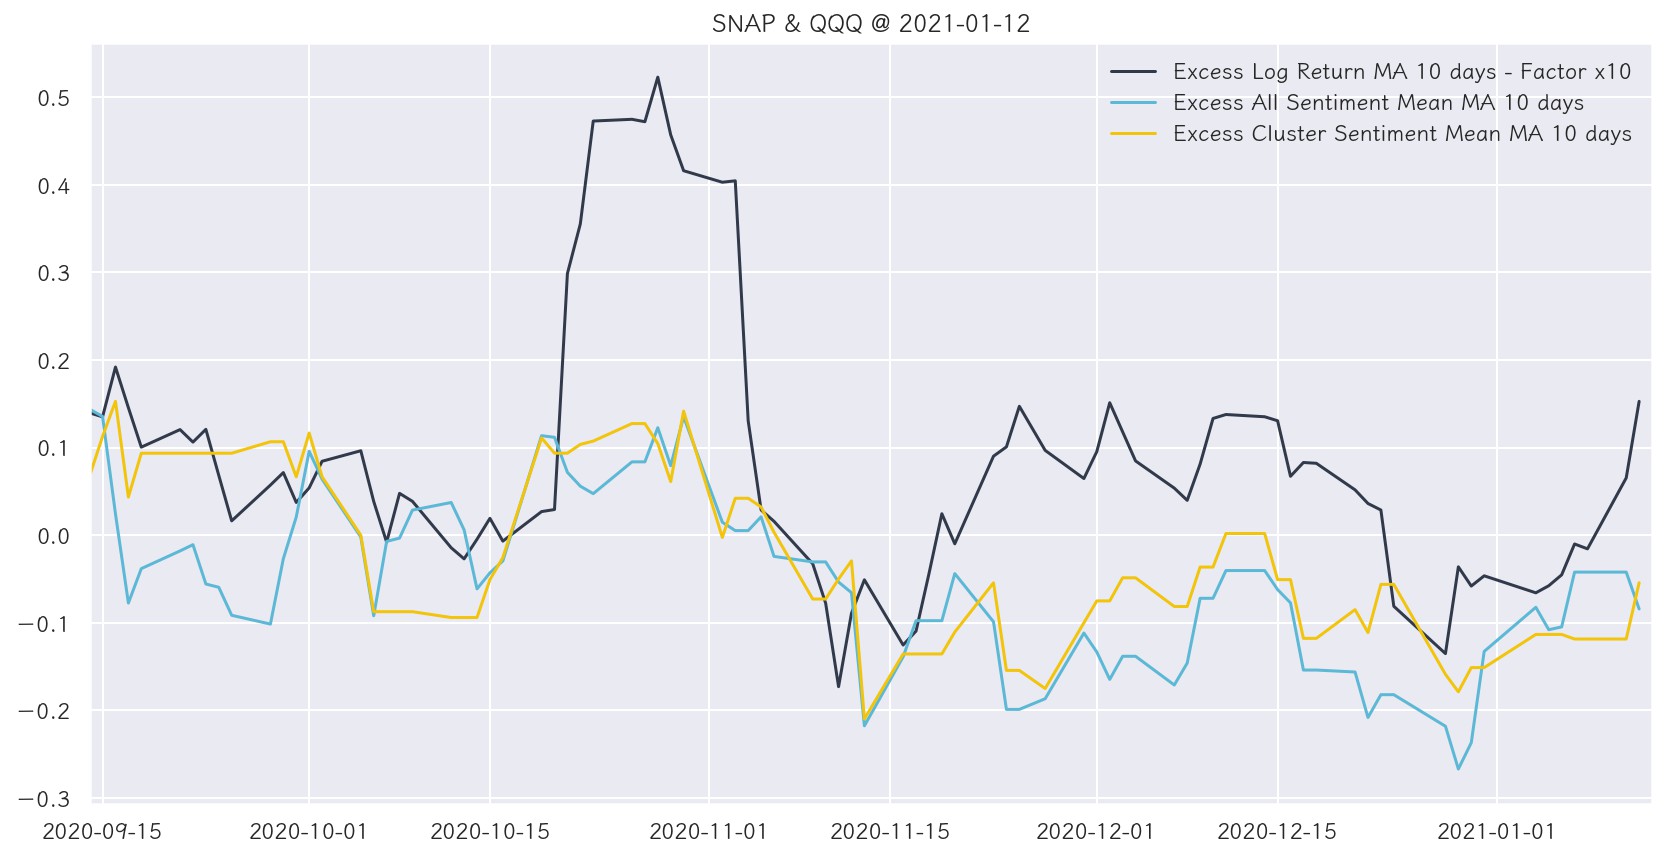 SNAP & QQQ @ 2021-01-12
Excess Log Return MA 10 days - Factor x10
Excess All Sentiment Mean MA 10 days
Excess Cluster Sentiment Mean MA 10 days
0.5
0.4
0.3
0.2
0.1
0.0
−0.1
−0.2
−0.3
2020-09-15 2020-10-01 2020-10-15 2020-11-01 2020-11-15 2020-12-01 2020-12-15 2021-01-01